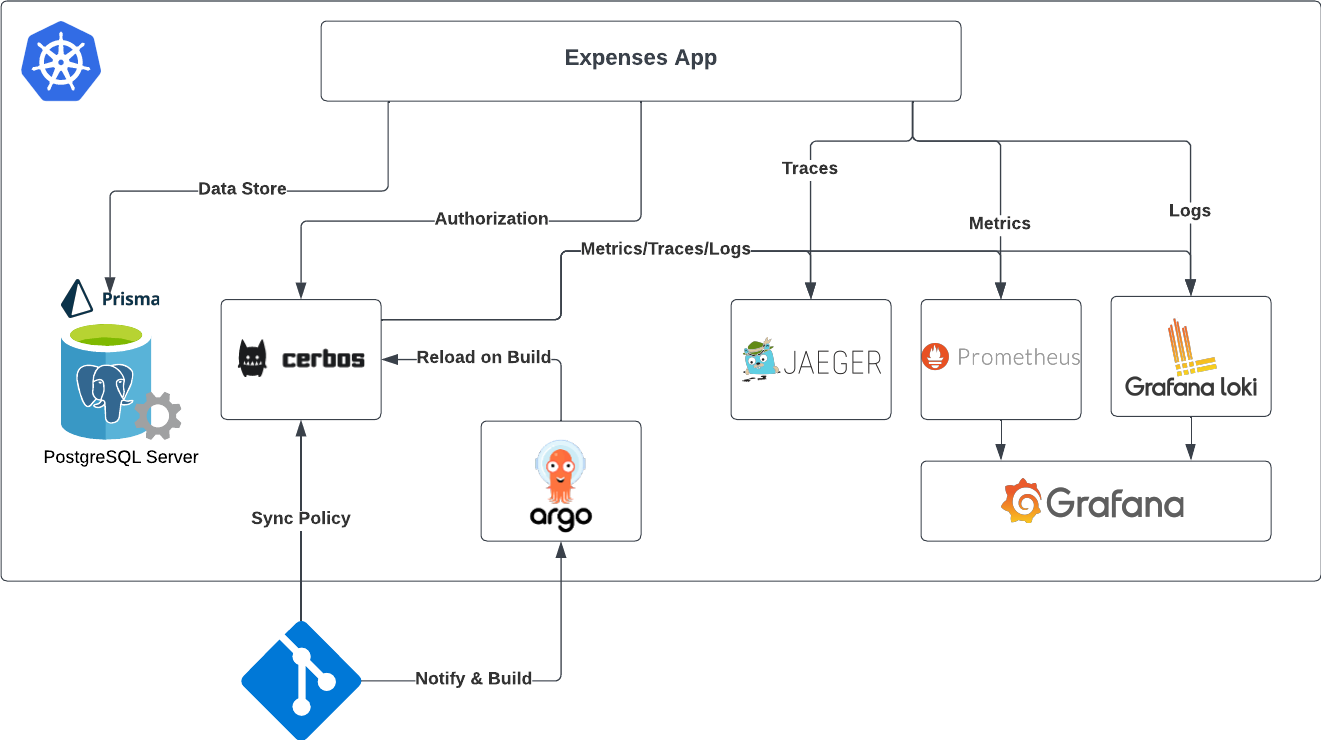 Expenses App
Traces
Data Store
Logs
Authorization
Metrics
Metrics/Traces/Logs
Prisma
cerbos
Reload on Build
JAEGER
Prometheus
Grafana loki
PostgreSQL Server
argo
Grafana
Sync Policy
Notify & Build